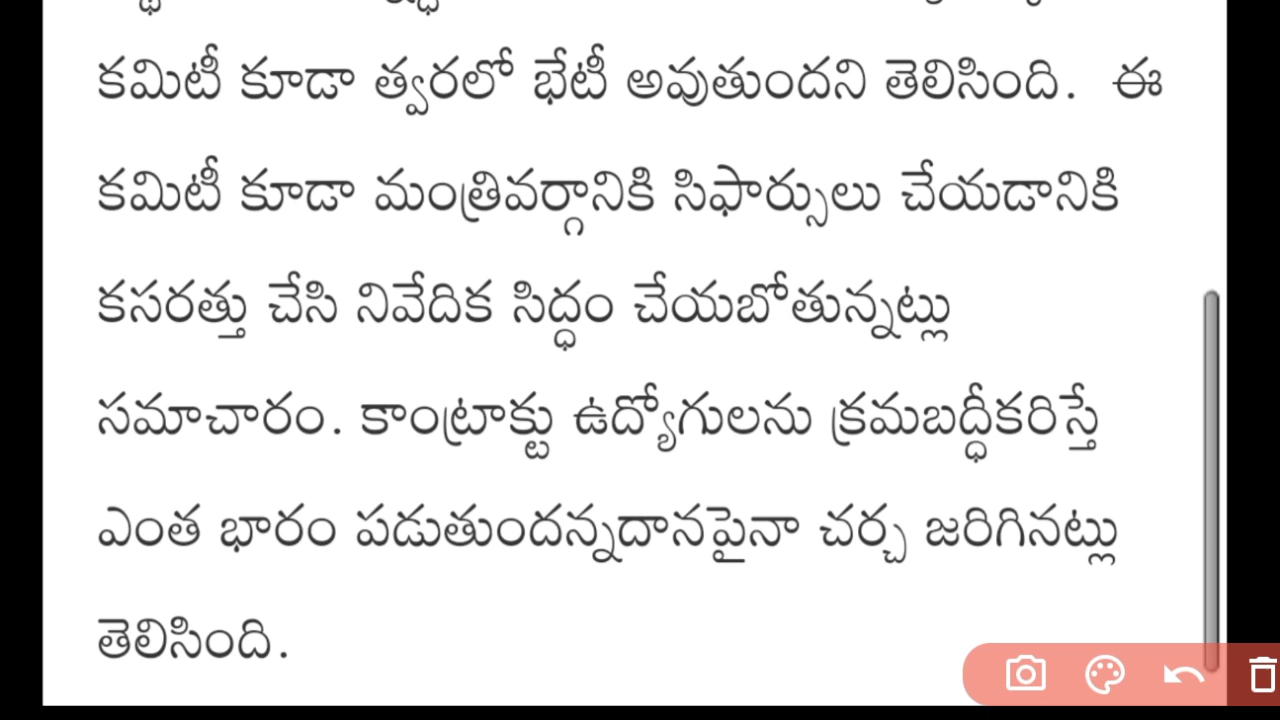 కమిటీ కూడా త్వరలో భేటీ అవుతుందని తెలిసింది. ఈ
కమిటీ కూడా మంత్రివర్గానికి సిఫార్సులు చేయడానికి
కసరత్తు చేసి నివేదిక సిద్ధం చేయబోతున్నట్లు
సమాచారం. కాంట్రాక్టు ఉద్యోగులను క్రమబద్ధీకరిస్తే
ఎంత భారం పడుతుందన్నదానపైనా చర్చ జరిగినట్లు
తెలిసింది.